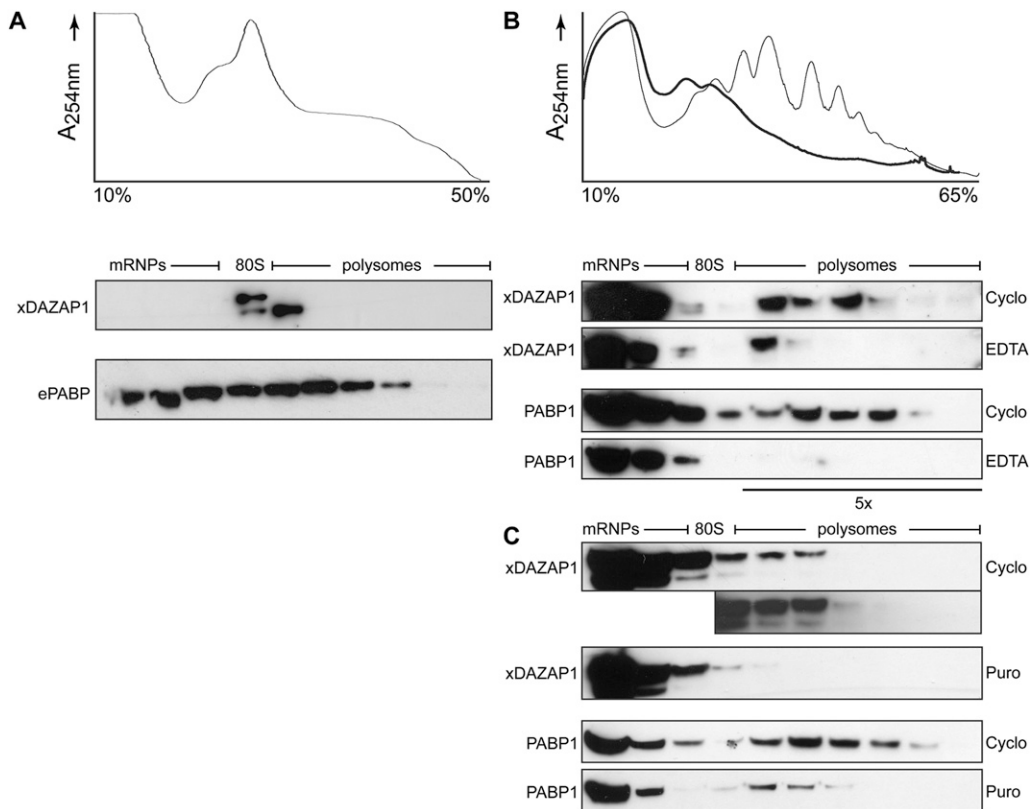 A
A254nm
10%
50%
mRNPs
80S
polysomes
xDAZAP1
ePABP
B
A254nm
10%
65%
mRNPs
80S
polysomes
xDAZAP1
Cyclo
xDAZAP1
EDTA
PABP1
Cyclo
PABP1
EDTA
5x
C
mRNPs
80S
polysomes
xDAZAP1
Cyclo
xDAZAP1
Puro
PABP1
Cyclo
PABP1
Puro